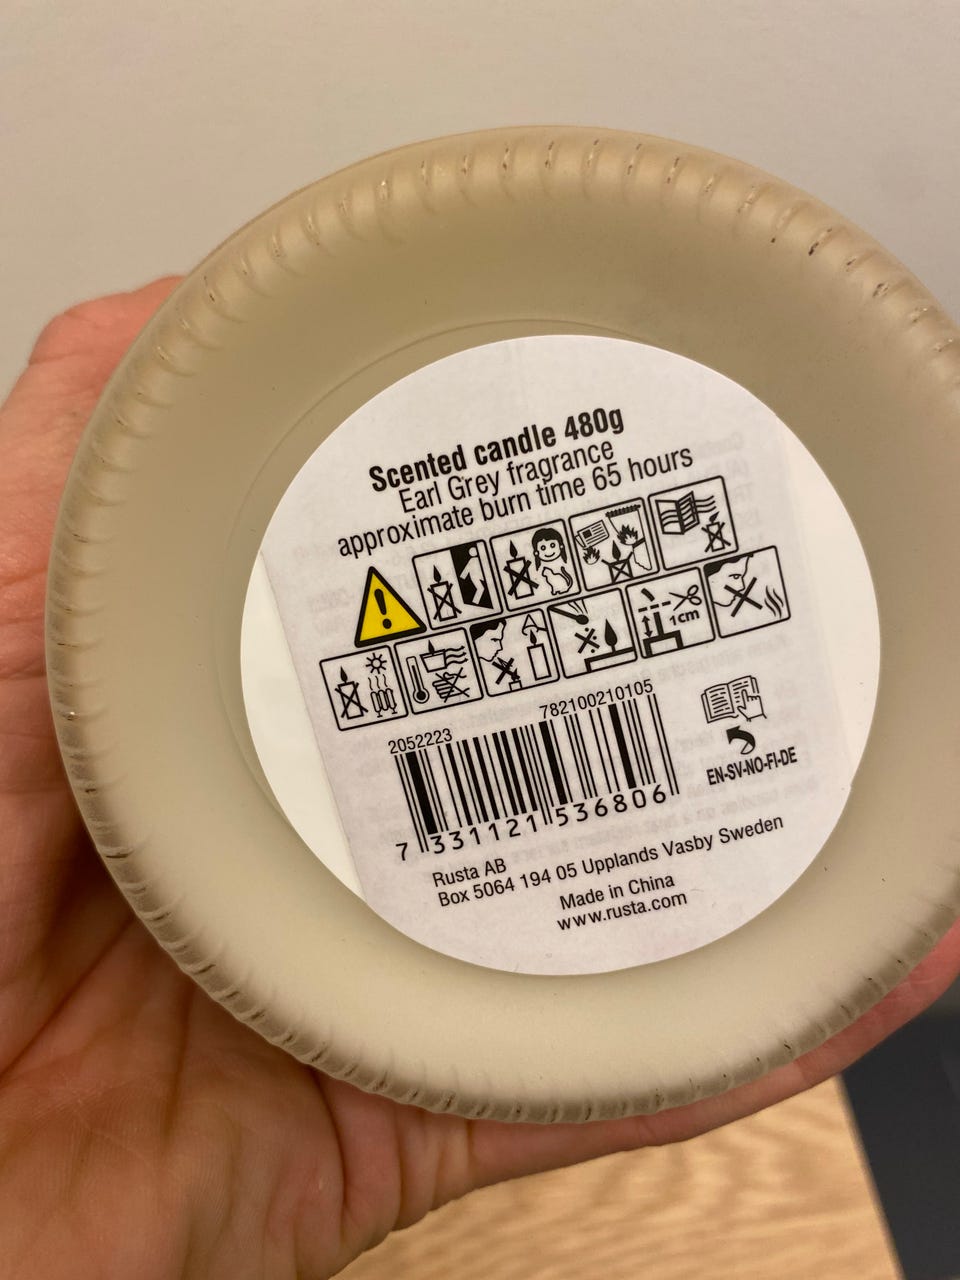 Scented candle 480g
Earl Grey fragrance
approximate burn time 65 hours
1cm
2052223
782100210105
7 331121 536806
EN-SV-NO-FI-DE
Rusta AB
Box 5064 194 05 Upplands Vasby Sweden
Made in China
www.rusta.com